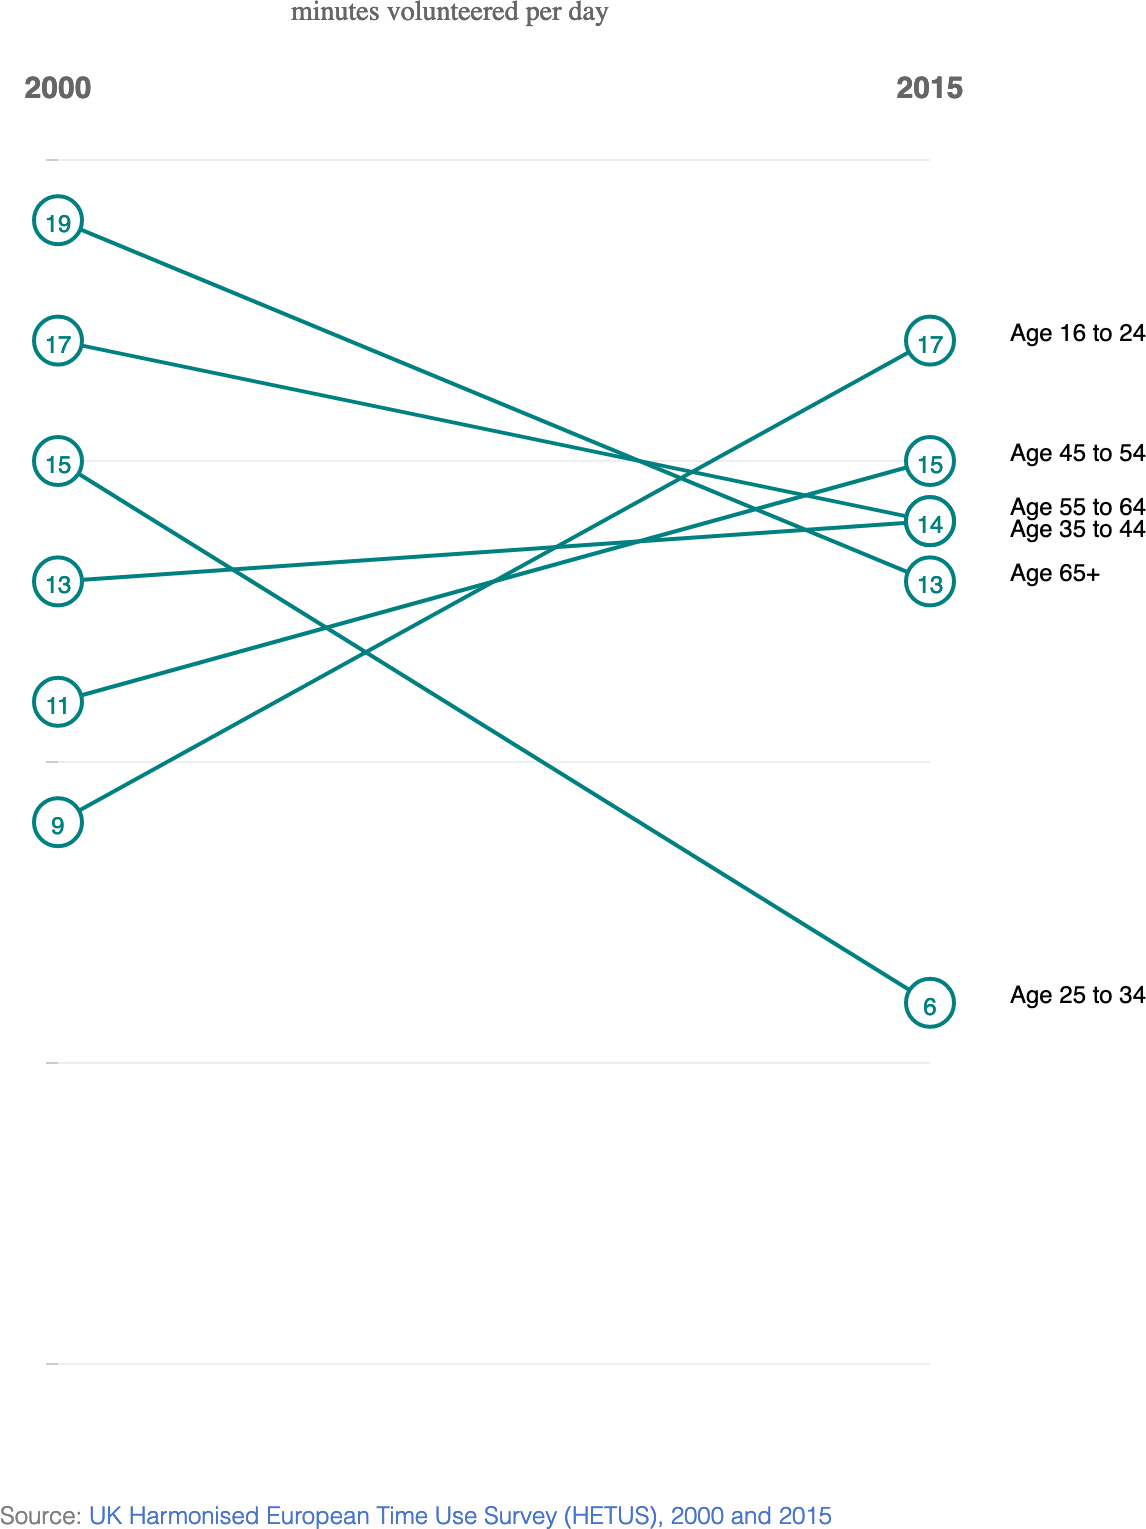 minutes volunteered per day
2000 2015
19
17 17 Age 16 to 24
15 15 Age 45 to 54
14 Age 55 to 64
Age 35 to 44
13 13 Age 65+
11
9
6 Age 25 to 34
Source: UK Harmonised European Time Use Survey (HETUS), 2000 and 2015